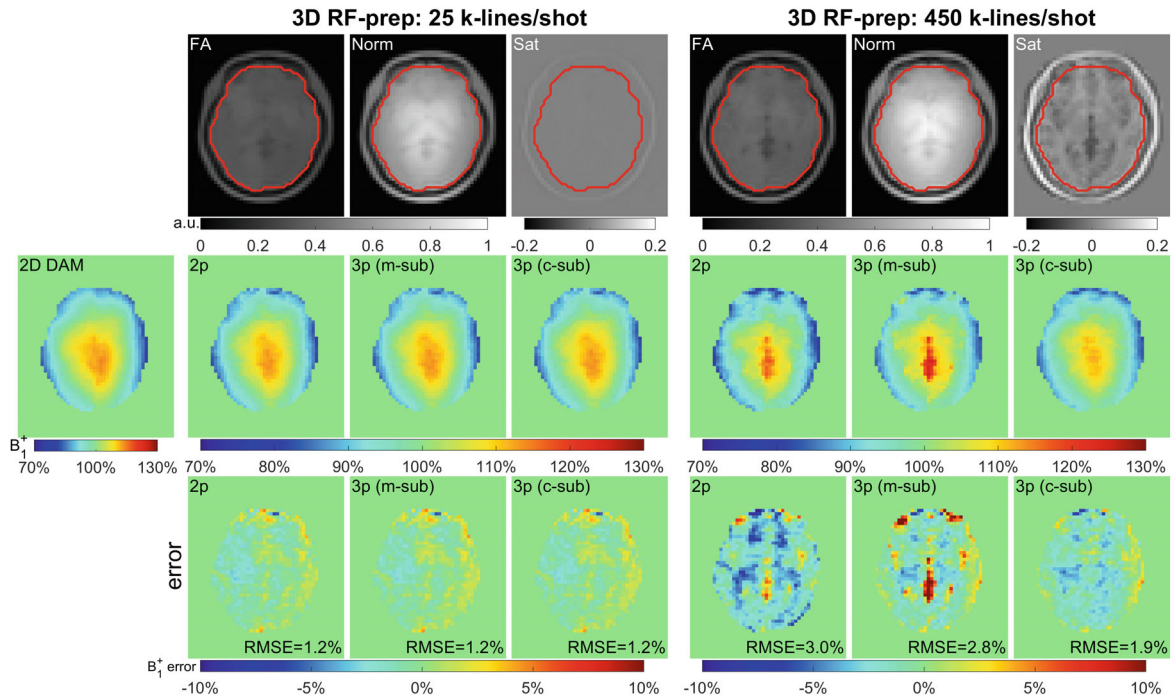 3D RF-prep: 25 k-lines/shot 3D RF-prep: 450 k-lines/shot
FA Norm Sat FA Norm Sat
a.u.
0 0.2 0.4 0.6 0.8 1 -0.2 0 0.2 0 0.2 0.4 0.6 0.8 1 -0.2 0 0.2
2D DAM 2p 3p (m-sub) 3p (c-sub) 2p 3p (m-sub) 3p (c-sub)
B₁⁺
70% 100% 130% 70% 80% 90% 100% 110% 120% 130% 70% 80% 90% 100% 110% 120% 130%
2p 3p (m-sub) 3p (c-sub) 2p 3p (m-sub) 3p (c-sub)
error
RMSE=1.2% RMSE=1.2% RMSE=1.2% RMSE=3.0% RMSE=2.8% RMSE=1.9%
B₁⁺ error
-10% -5% 0% 5% 10% -10% -5% 0% 5% 10%